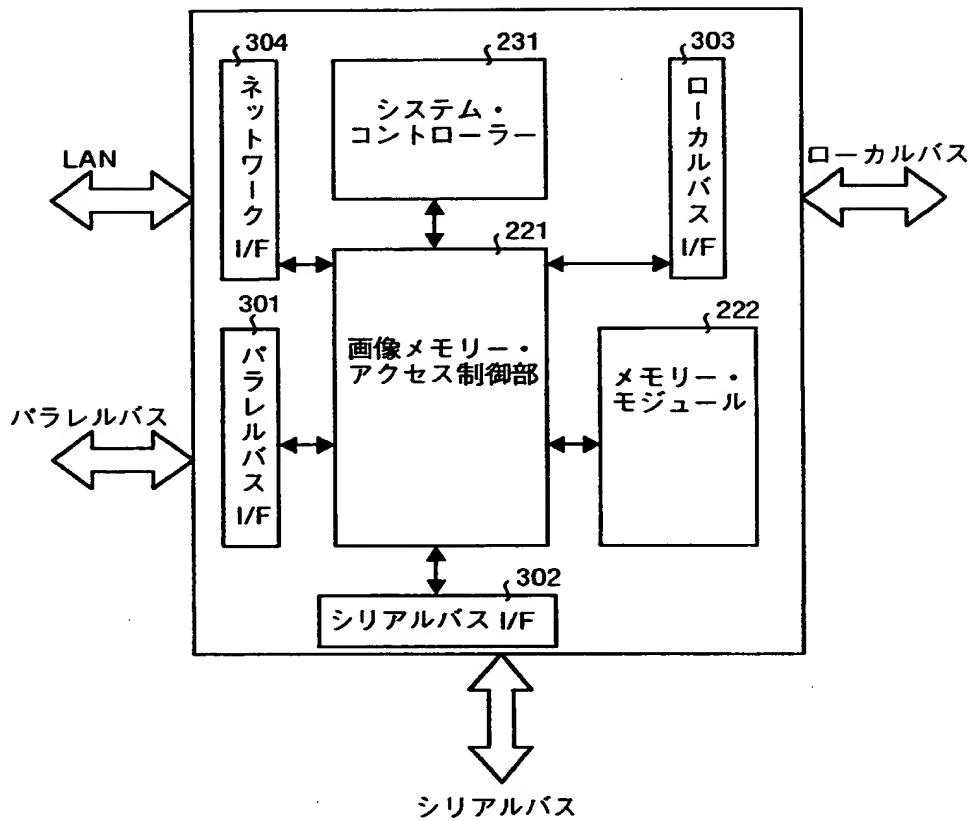 304
ネットワーク I/F
231
システム・
コントローラー
303
ローカルバス I/F
LAN
ローカルバス
221
画像メモリー・
アクセス制御部
301
パラレルバス I/F
222
メモリー・
モジュール
パラレルバス
302
シリアルバス I/F
シリアルバス